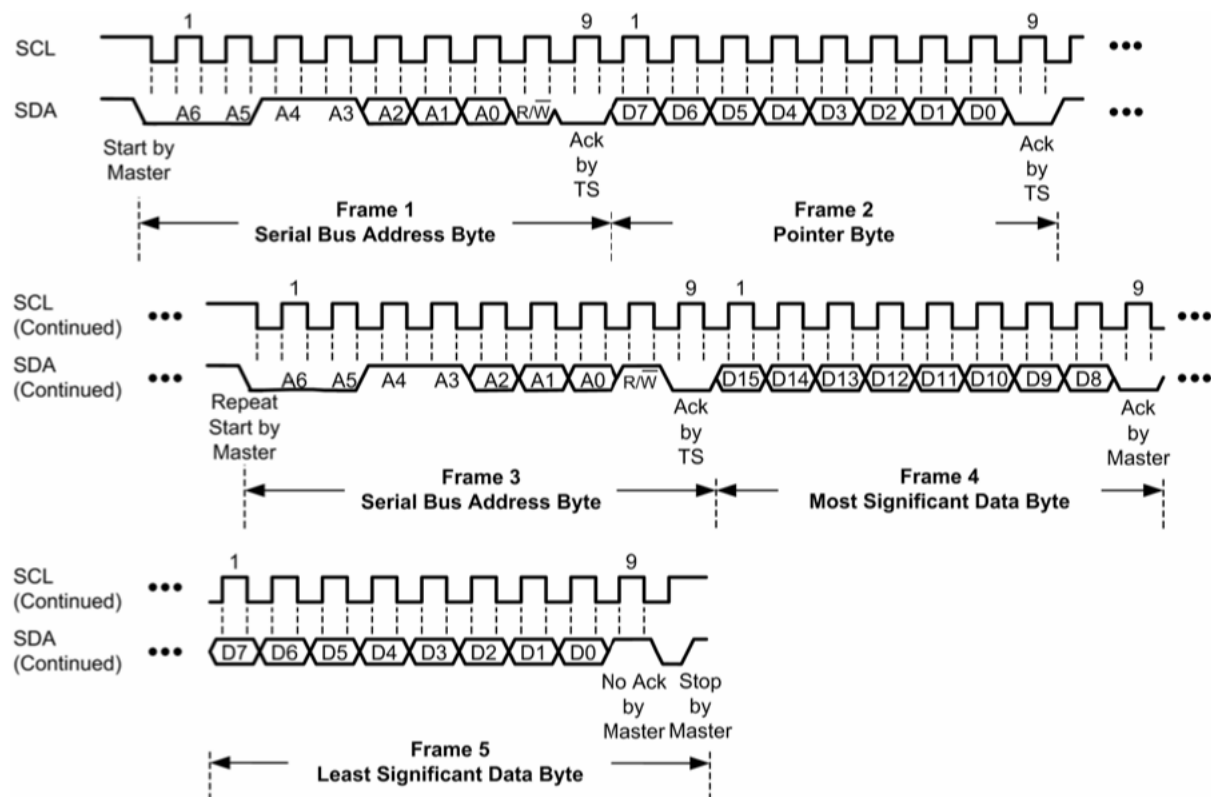 1 9 1 9
SCL
SDA A6 A5 A4 A3 A2 A1 A0 R/W̅ D7 D6 D5 D4 D3 D2 D1 D0
Start by
Master
Ack
by
TS
Ack
by
TS
Frame 1
Serial Bus Address Byte
Frame 2
Pointer Byte
1 9 1 9
SCL
(Continued)
SDA
(Continued)
A6 A5 A4 A3 A2 A1 A0 R/W̅ D15 D14 D13 D12 D11 D10 D9 D8
Repeat
Start by
Master
Ack
by
TS
Ack
by
Master
Frame 3
Serial Bus Address Byte
Frame 4
Most Significant Data Byte
1 9
SCL
(Continued)
SDA
(Continued)
D7 D6 D5 D4 D3 D2 D1 D0
No Ack
by
Master
Stop
by
Master
Frame 5
Least Significant Data Byte